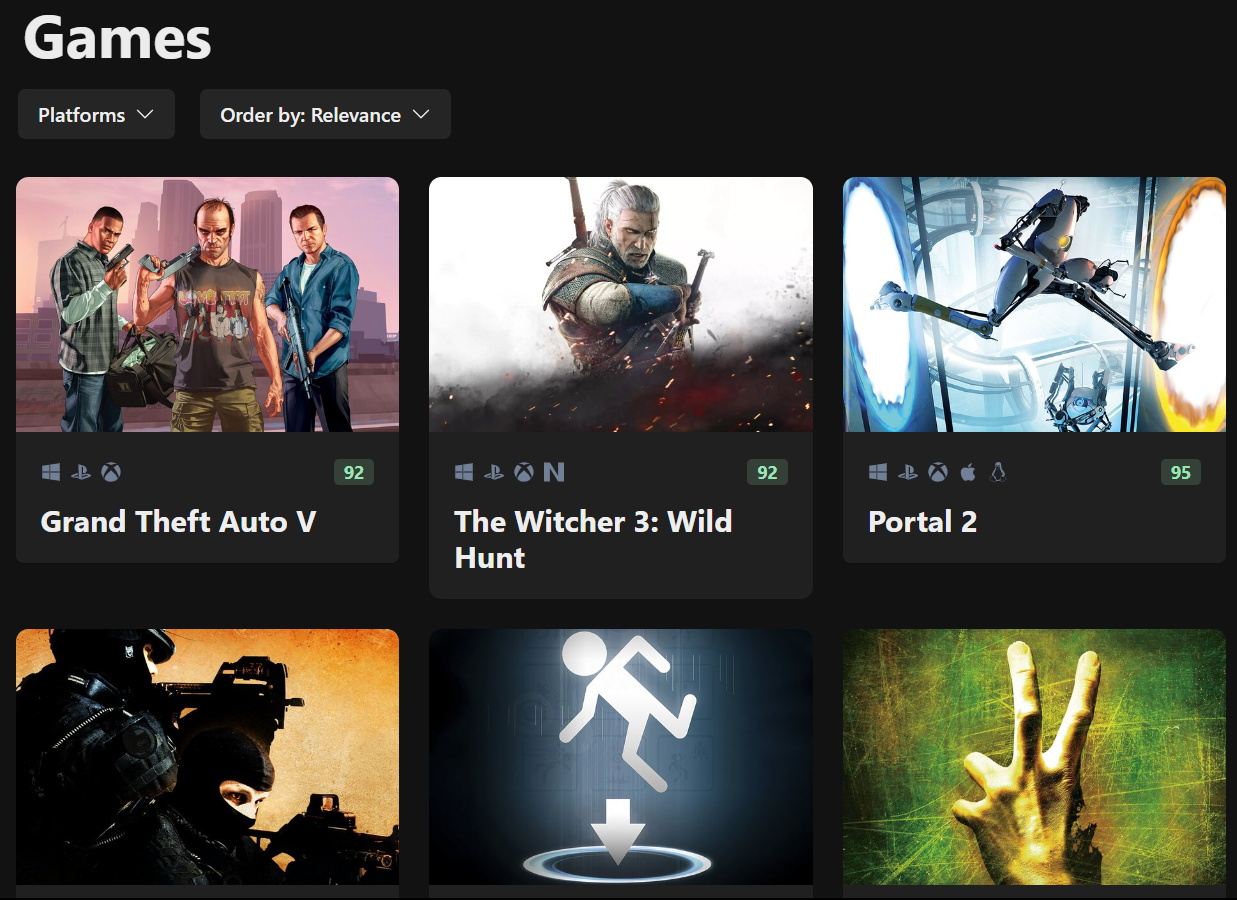 Games
Platforms
Order by: Relevance
92
Grand Theft Auto V
92
The Witcher 3: Wild
Hunt
95
Portal 2